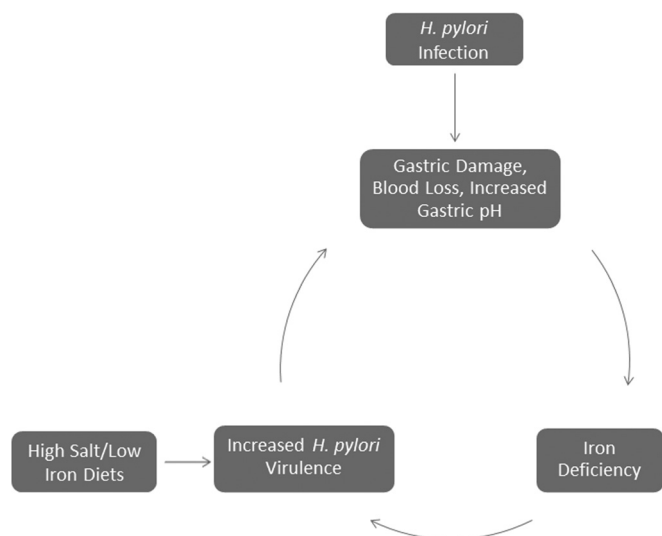 H. pylori
Infection
Gastric Damage,
Blood Loss, Increased
Gastric pH
High Salt/Low
Iron Diets
Increased H. pylori
Virulence
Iron
Deficiency